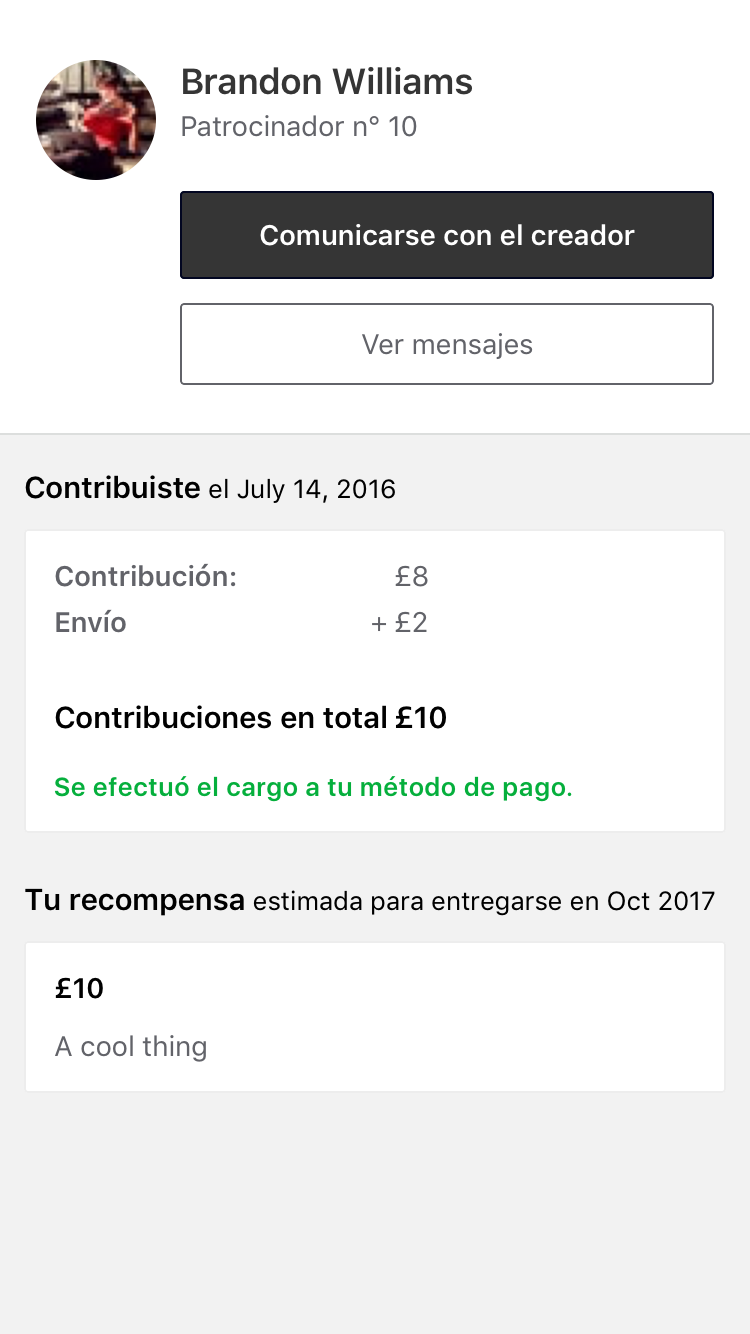 Brandon Williams
Patrocinador n° 10
Comunicarse con el creador
Ver mensajes
Contribuiste el July 14, 2016
Contribución: £8
Envío + £2
Contribuciones en total £10
Se efectuó el cargo a tu método de pago.
Tu recompensa estimada para entregarse en Oct 2017
£10
A cool thing